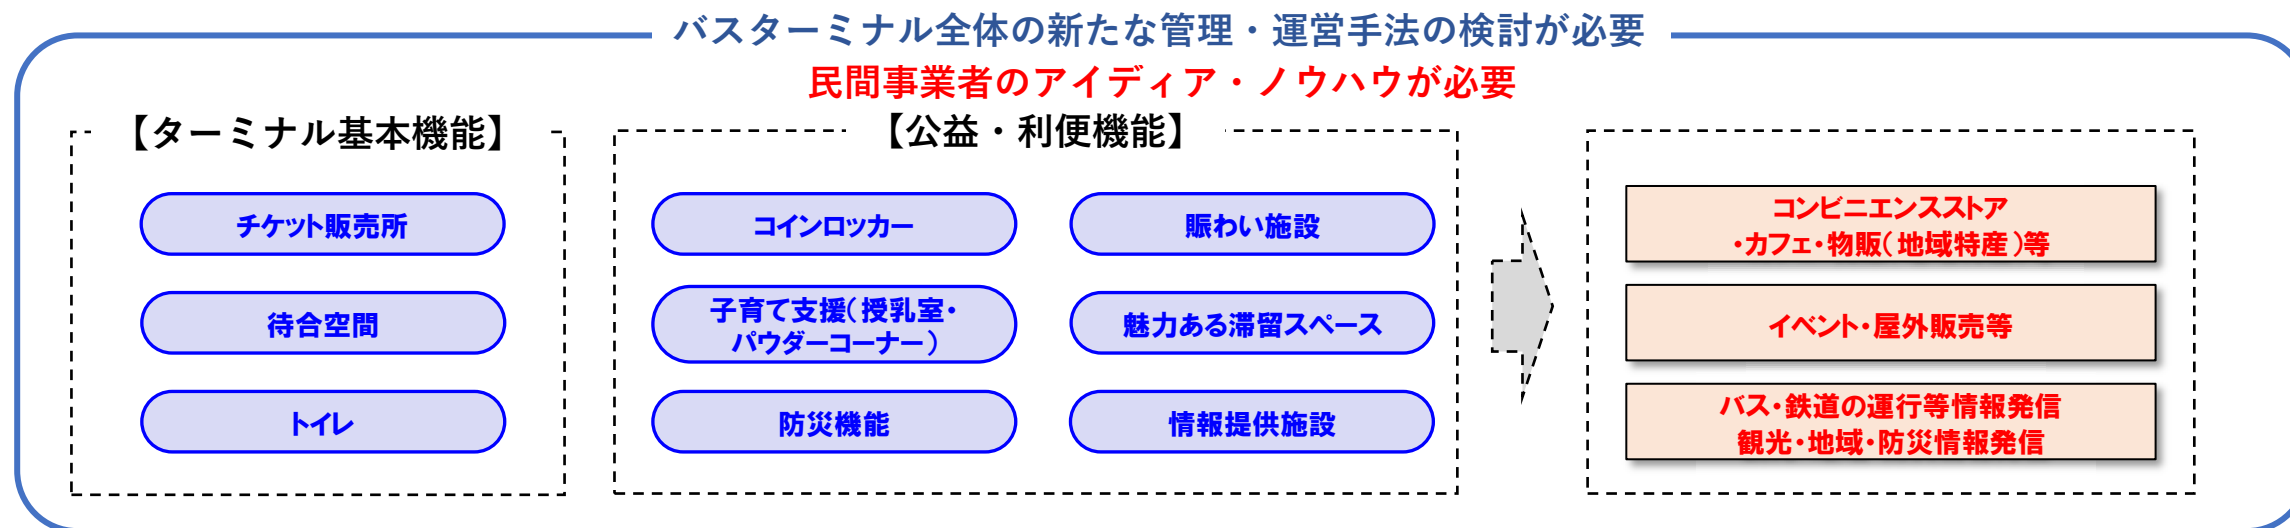 バスターミナル全体の新たな管理・運営手法の検討が必要
民間事業者のアイディア・ノウハウが必要
【ターミナル基本機能】
チケット販売所
待合空間
トイレ
【公益・利便機能】
コインロッカー
賑わい施設
子育て支援(授乳室・
パウダーコーナー)
魅力ある滞留スペース
防災機能
情報提供施設
コンビニエンスストア
・カフェ・物販(地域特産)等
イベント・屋外販売等
バス・鉄道の運行等情報発信
観光・地域・防災情報発信